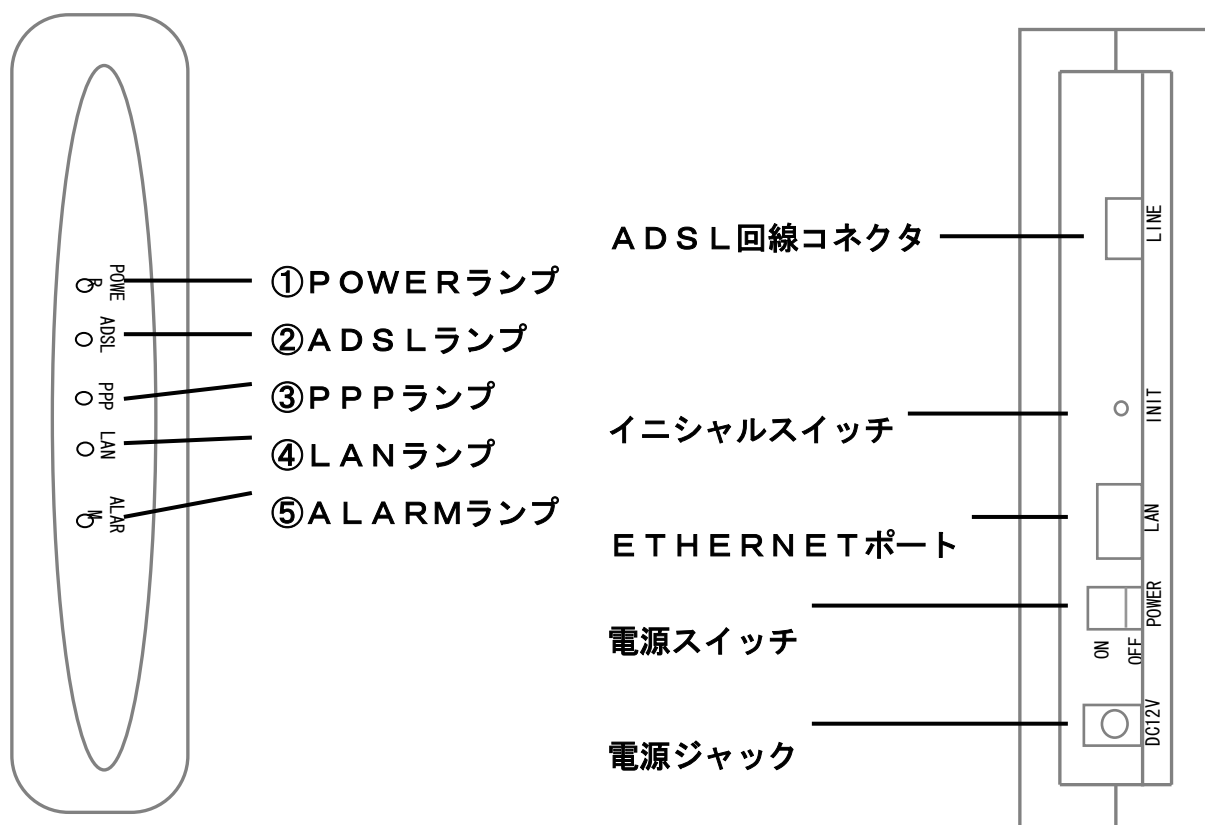 POWER
ADSL
PPP
LAN
ALARM
①ＰＯＷＥＲランプ
②ＡＤＳＬランプ
③ＰＰＰランプ
④ＬＡＮランプ
⑤ＡＬＡＲＭランプ
ＡＤＳＬ回線コネクタ
イニシャルスイッチ
ＥＴＨＥＲＮＥＴポート
電源スイッチ
電源ジャック
LINE
INIT
LAN
POWER
ON
OFF
DC12V